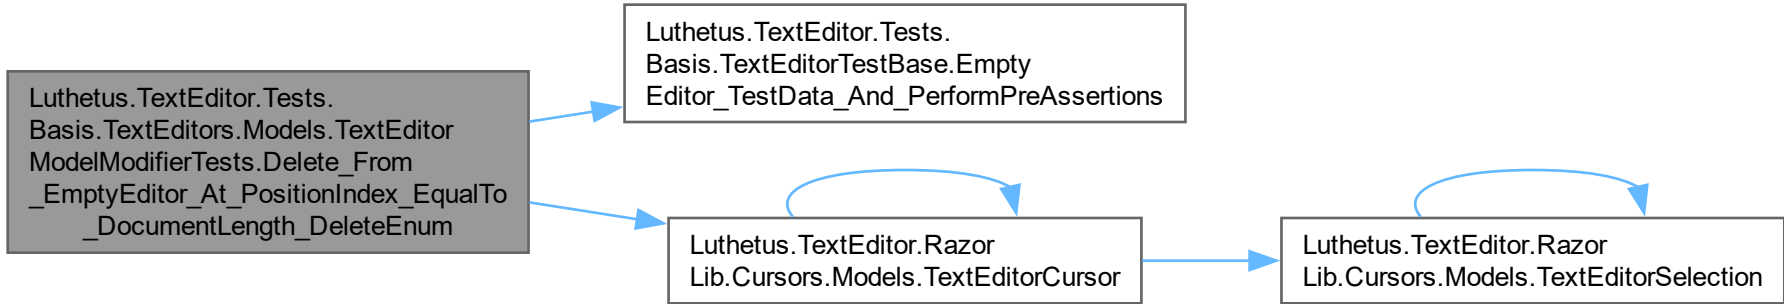 Luthetus.TextEditor.Tests.
Basis.TextEditors.Models.TextEditor
ModelModifierTests.Delete_From
_EmptyEditor_At_PositionIndex_EqualTo
_DocumentLength_DeleteEnum
Luthetus.TextEditor.Tests.
Basis.TextEditorTestBase.Empty
Editor_TestData_And_PerformPreAssertions
Luthetus.TextEditor.Razor
Lib.Cursors.Models.TextEditorCursor
Luthetus.TextEditor.Razor
Lib.Cursors.Models.TextEditorSelection